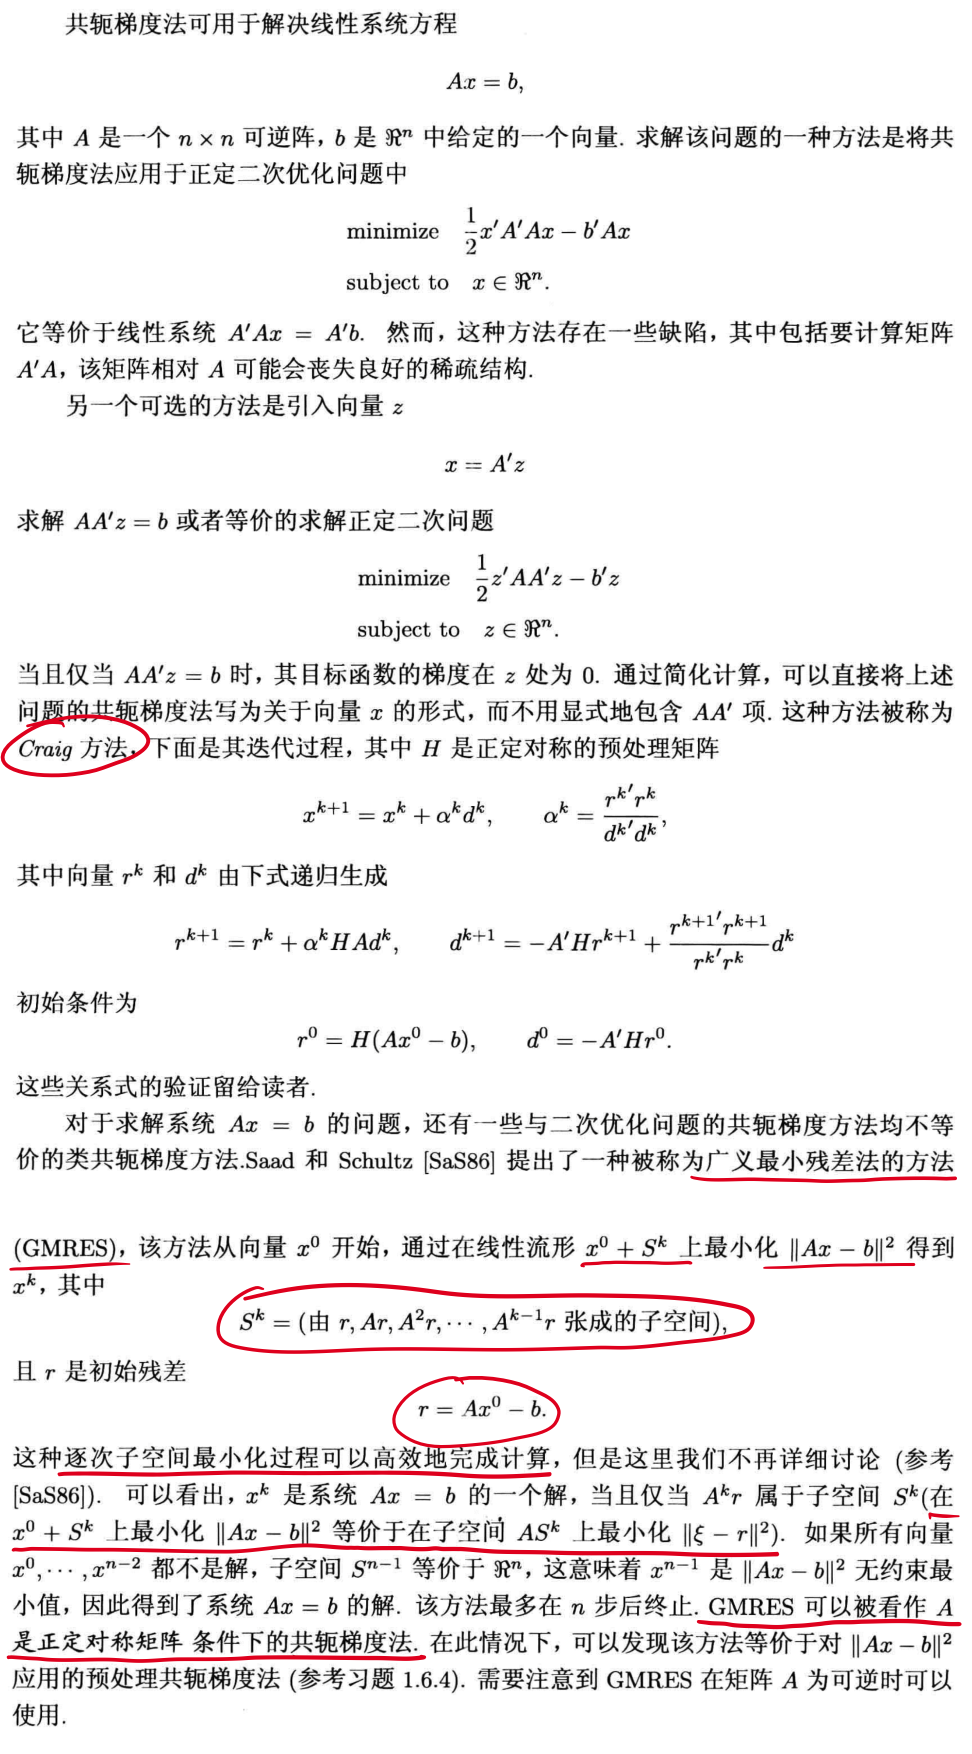 共轭梯度法可用于解决线性系统方程
Ax = b,
其中 A 是一个 n × n 可逆阵, b 是 ℜⁿ 中给定的一个向量. 求解该问题的一种方法是将共
轭梯度法应用于正定二次优化问题中
minimize $\frac{1}{2}$x′A′Ax − b′Ax
subject to x ∈ ℜⁿ.
它等价于线性系统 A′Ax = A′b. 然而, 这种方法存在一些缺陷, 其中包括要计算矩阵
A′A, 该矩阵相对 A 可能会丧失良好的稀疏结构.
另一个可选的方法是引入向量 z
x = A′z
求解 AA′z = b 或者等价的求解正定二次问题
minimize $\frac{1}{2}$z′AA′z − b′z
subject to z ∈ ℜⁿ.
当且仅当 AA′z = b 时, 其目标函数的梯度在 z 处为 0. 通过简化计算, 可以直接将上述
问题的共轭梯度法写为关于向量 x 的形式, 而不用显式地包含 AA′ 项. 这种方法被称为
Craig 方法, 下面是其迭代过程, 其中 H 是正定对称的预处理矩阵
$x^{k+1} = x^k + \alpha^k d^k, \quad \alpha^k = \frac{r^{k\prime} r^k}{d^{k\prime} d^k},$
其中向量 $r^k$ 和 $d^k$ 由下式递归生成
$r^{k+1} = r^k + \alpha^k HAd^k, \quad d^{k+1} = -A'Hr^{k+1} + \frac{r^{k+1\prime} r^{k+1}}{r^{k\prime} r^k} d^k$
初始条件为
$r^0 = H(Ax^0 - b), \quad d^0 = -A'Hr^0.$
这些关系式的验证留给读者.
对于求解系统 Ax = b 的问题, 还有一些与二次优化问题的共轭梯度方法均不等
价的类共轭梯度方法.Saad 和 Schultz [SaS86] 提出了一种被称为广义最小残差法的方法
(GMRES), 该方法从向量 $x^0$ 开始, 通过在线性流形 $x^0 + S^k$ 上最小化 $\|Ax - b\|^2$ 得到
$x^k$, 其中
$S^k$ = (由 $r, Ar, A^2r, \cdots, A^{k-1}r$ 张成的子空间),
且 r 是初始残差
$r = Ax^0 - b.$
这种逐次子空间最小化过程可以高效地完成计算, 但是这里我们不再详细讨论 (参考
[SaS86]). 可以看出, $x^k$ 是系统 Ax = b 的一个解, 当且仅当 $A^kr$ 属于子空间 $S^k$(在
$x^0 + S^k$ 上最小化 $\|Ax - b\|^2$ 等价于在子空间 $AS^k$ 上最小化 $\|\xi - r\|^2$). 如果所有向量
$x^0, \cdots, x^{n-2}$ 都不是解, 子空间 $S^{n-1}$ 等价于 ℜⁿ, 这意味着 $x^{n-1}$ 是 $\|Ax - b\|^2$ 无约束最
小值, 因此得到了系统 Ax = b 的解. 该方法最多在 n 步后终止. GMRES 可以被看作 A
是正定对称矩阵 条件下的共轭梯度法. 在此情况下, 可以发现该方法等价于对 $\|Ax - b\|^2$
应用的预处理共轭梯度法 (参考习题 1.6.4). 需要注意到 GMRES 在矩阵 A 为可逆时可以
使用.